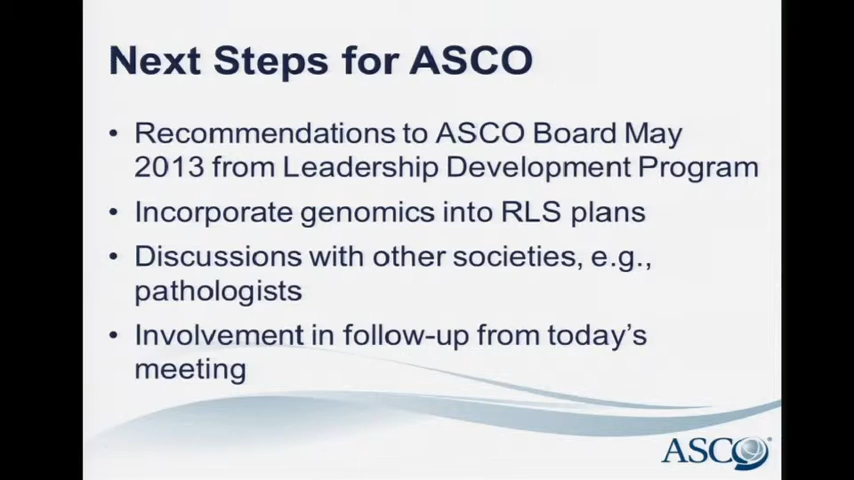 Next Steps for ASCO
• Recommendations to ASCO Board May
2013 from Leadership Development Program
• Incorporate genomics into RLS plans
• Discussions with other societies, e.g.,
pathologists
• Involvement in follow-up from today's
meeting
ASCO®